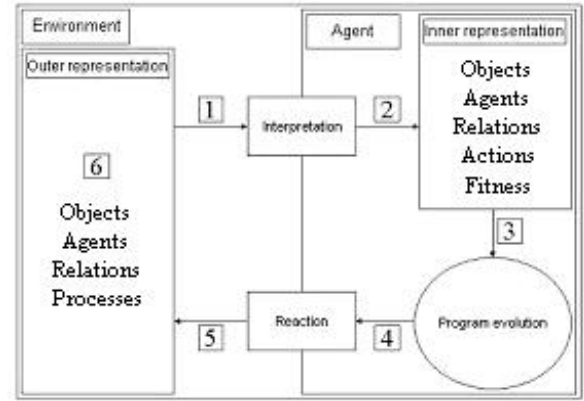 Environment
Outer representation
6
Objects
Agents
Relations
Processes
1
Interpretation
2
Agent
Inner representation
Objects
Agents
Relations
Actions
Fitness
3
Program evolution
4
Reaction
5